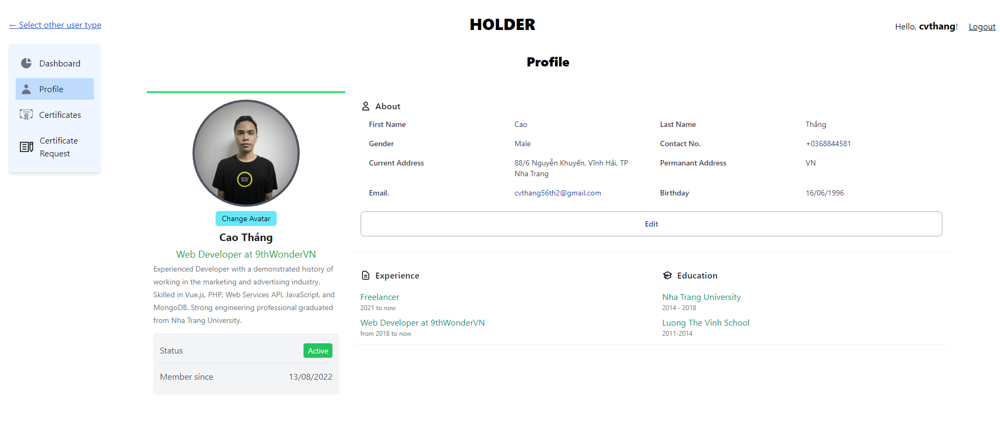 ← Select other user type
HOLDER
Hello, cvthang!
Logout
Dashboard
Profile
Certificates
Certificate
Request
Profile
Change Avatar
Cao Thắng
Web Developer at 9thWonderVN
Experienced Developer with a demonstrated history of
working in the marketing and advertising industry.
Skilled in Vue.js, PHP, Web Services API, JavaScript, and
MongoDB. Strong engineering professional graduated
from Nha Trang University.
Status Active
Member since 13/08/2022
About
First Name Cao Last Name Thắng
Gender Male Contact No. +0368844581
Current Address 88/6 Nguyễn Khuyến, Vĩnh Hải, TP Permanant Address VN
Nha Trang
Email. cvthang56th2@gmail.com Birthday 16/06/1996
Edit
Experience
Freelancer
2021 to now
Web Developer at 9thWonderVN
from 2018 to now
Education
Nha Trang University
2014 - 2018
Luong The Vinh School
2011-2014